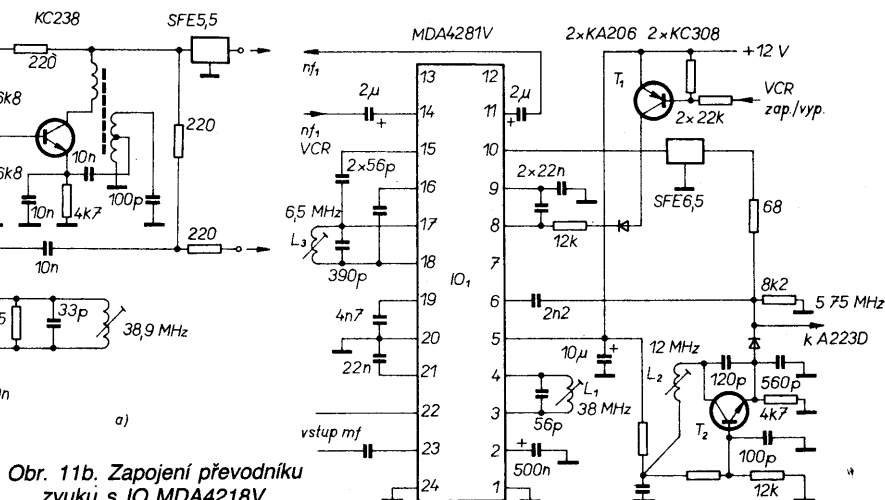 KC238
SFE5,5
220
6k8
220
10n
6k8
10n
4k7
100p
220
10n
33p
38,9 MHz
a)
MDA4281V
2×KA206 2×KC308
+12 V
nf1
13
12
T1
2µ
+
14
11
2µ
+
2×22k
VCR
zap./vyp.
nf1
VCR
15
10
2×56p
16
9
2×22n
SFE6,5
6,5 MHz
L3
17
8
12k
68
390p
18
7
IO1
19
6
2n2
8k2
5 75 MHz
4n7
20
5
10µ
+
12 MHz
k A223D
22n
21
4
L1
38 MHz
L2
120p
560p
22
3
56p
4k7
T2
vstup mf
23
2
+
500n
100p
24
1
12k
Obr. 11b. Zapojení převodníku
zvuku s IO MDA4218V